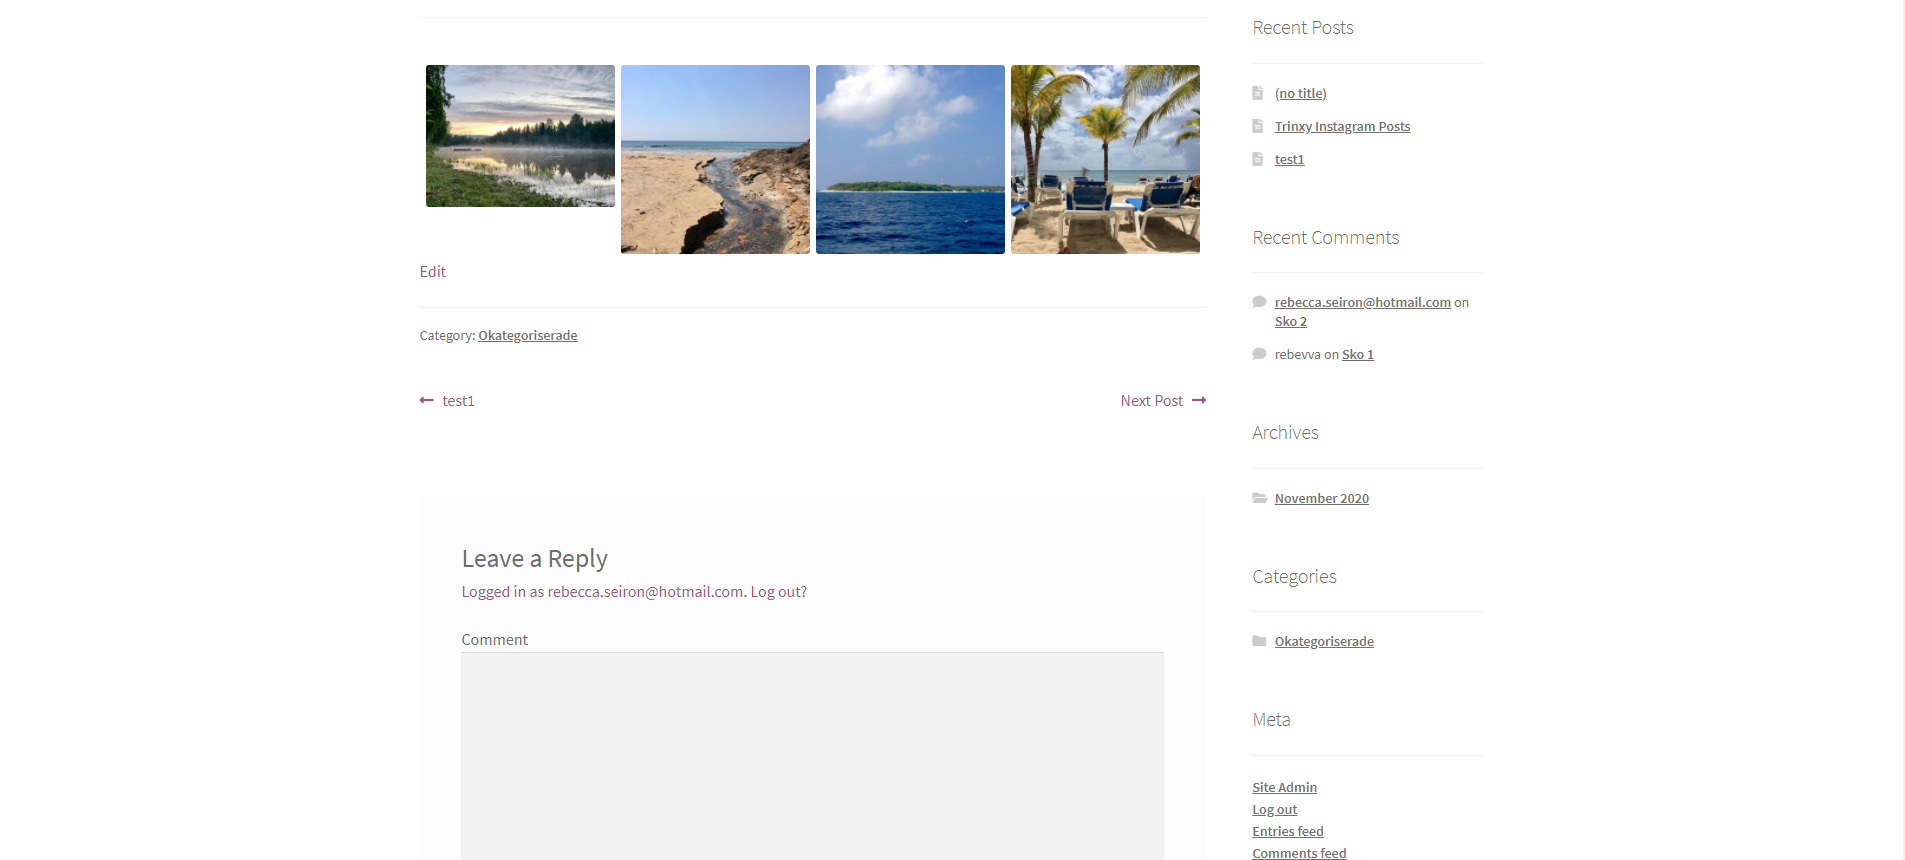 Edit
Category: Okategoriserade
test1
Next Post
Leave a Reply
Logged in as rebecca.seiron@hotmail.com. Log out?
Comment
Recent Posts
(no title)
Trinxy Instagram Posts
test1
Recent Comments
rebecca.seiron@hotmail.com on
Sko 2
rebevva on Sko 1
Archives
November 2020
Categories
Okategoriserade
Meta
Site Admin
Log out
Entries feed
Comments feed